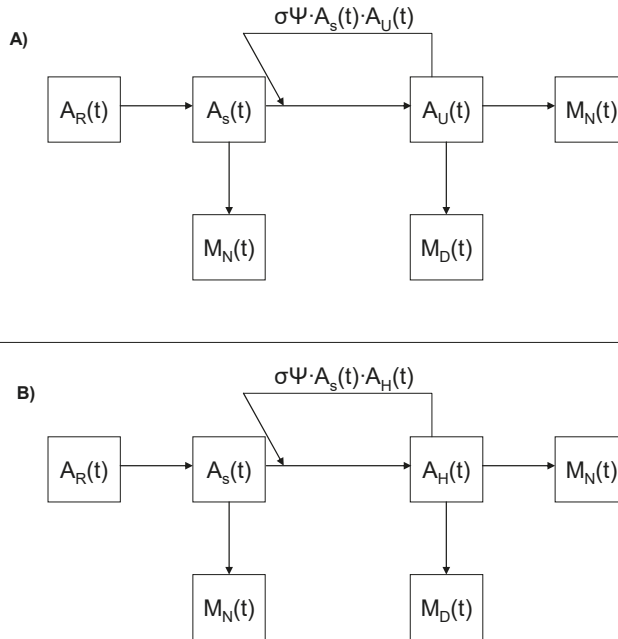 σΨ·A_s(t)·A_U(t)
A)
A_R(t) A_s(t) A_U(t) M_N(t)
M_N(t) M_D(t)
σΨ·A_s(t)·A_H(t)
B)
A_R(t) A_s(t) A_H(t) M_N(t)
M_N(t) M_D(t)